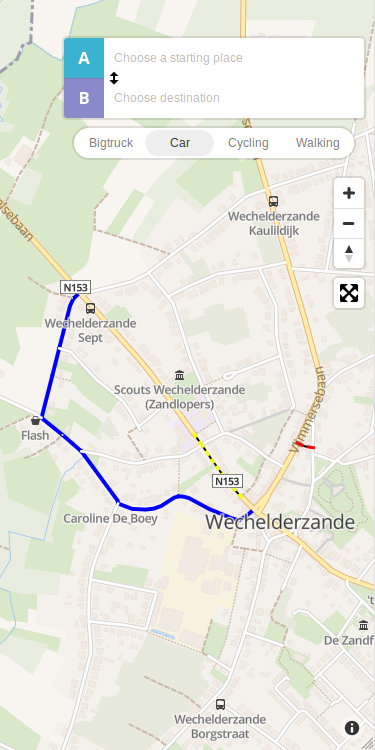 A
Choose a starting place
B
Choose destination
Bigtruck
Car
Cycling
Walking
Wechelderzande
Kaulildijk
N153
Wechelderzande
Sept
Scouts Wechelderzande
(Zandlopers)
Vlimmersebaan
Flash
N153
Caroline De Boey
Wechelderzande
't
De Zandf
Wechelderzande
Borgstraat